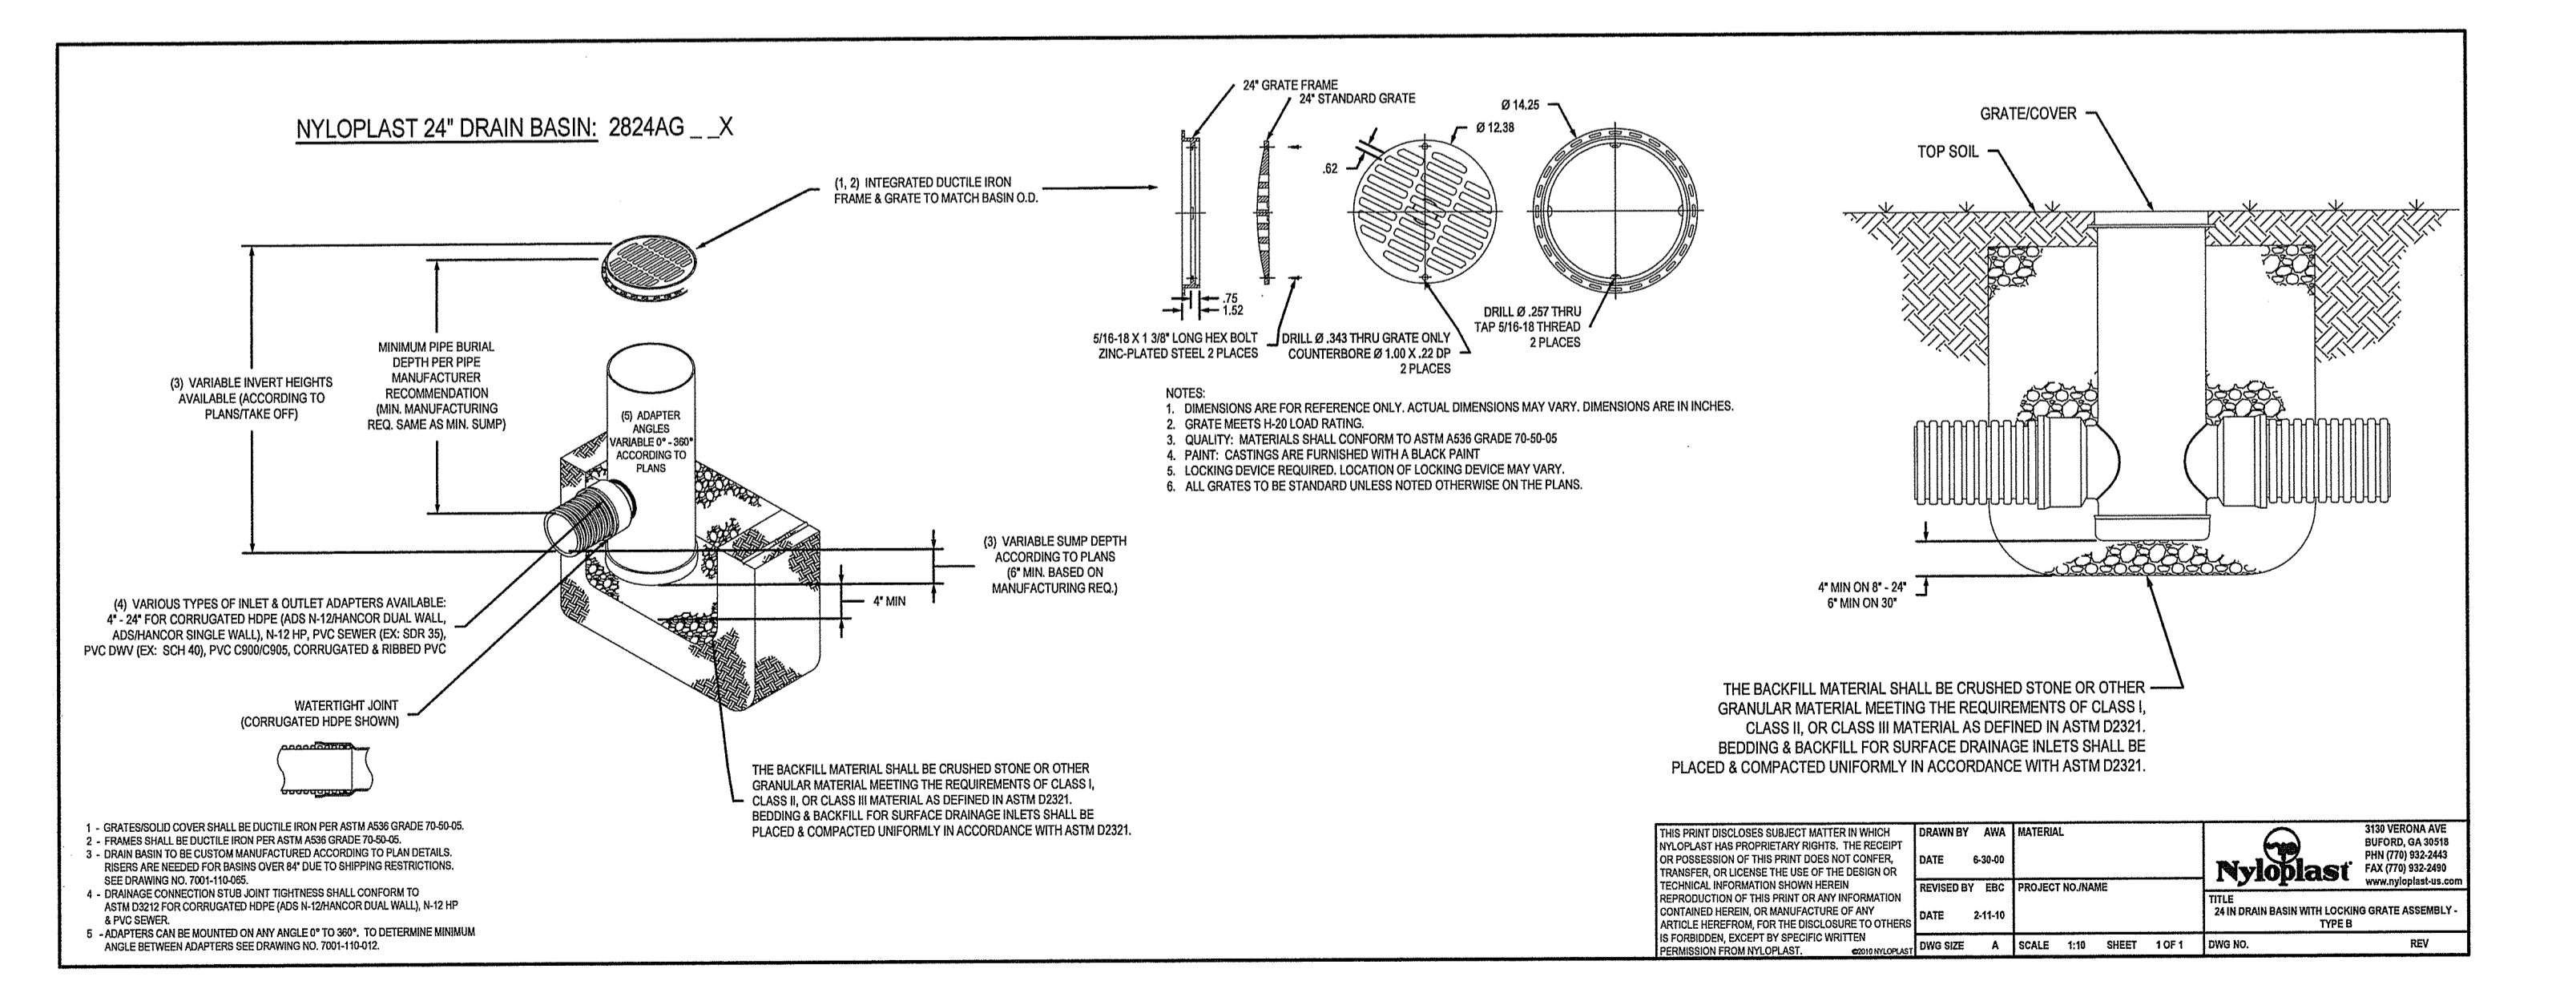 NYLOPLAST 24" DRAIN BASIN: 2824AG _ _X
(1, 2) INTEGRATED DUCTILE IRON
FRAME & GRATE TO MATCH BASIN O.D.
MINIMUM PIPE BURIAL
DEPTH PER PIPE
MANUFACTURER
RECOMMENDATION
(MIN. MANUFACTURING
REQ. SAME AS MIN. SUMP)
(3) VARIABLE INVERT HEIGHTS
AVAILABLE (ACCORDING TO
PLANS/TAKE OFF)
(5) ADAPTER
ANGLES
VARIABLE 0° - 360°
ACCORDING TO
PLANS
(3) VARIABLE SUMP DEPTH
ACCORDING TO PLANS
(6" MIN. BASED ON
MANUFACTURING REQ.)
4" MIN
(4) VARIOUS TYPES OF INLET & OUTLET ADAPTERS AVAILABLE:
4" - 24" FOR CORRUGATED HDPE (ADS N-12/HANCOR DUAL WALL,
ADS/HANCOR SINGLE WALL), N-12 HP, PVC SEWER (EX: SDR 35),
PVC DWV (EX: SCH 40), PVC C900/C905, CORRUGATED & RIBBED PVC
WATERTIGHT JOINT
(CORRUGATED HDPE SHOWN)
THE BACKFILL MATERIAL SHALL BE CRUSHED STONE OR OTHER
GRANULAR MATERIAL MEETING THE REQUIREMENTS OF CLASS I,
CLASS II, OR CLASS III MATERIAL AS DEFINED IN ASTM D2321.
BEDDING & BACKFILL FOR SURFACE DRAINAGE INLETS SHALL BE
PLACED & COMPACTED UNIFORMLY IN ACCORDANCE WITH ASTM D2321.
1 - GRATES/SOLID COVER SHALL BE DUCTILE IRON PER ASTM A536 GRADE 70-50-05.
2 - FRAMES SHALL BE DUCTILE IRON PER ASTM A536 GRADE 70-50-05.
3 - DRAIN BASIN TO BE CUSTOM MANUFACTURED ACCORDING TO PLAN DETAILS.
RISERS ARE NEEDED FOR BASINS OVER 84" DUE TO SHIPPING RESTRICTIONS.
SEE DRAWING NO. 7001-110-065.
4 - DRAINAGE CONNECTION STUB JOINT TIGHTNESS SHALL CONFORM TO
ASTM D3212 FOR CORRUGATED HDPE (ADS N-12/HANCOR DUAL WALL), N-12 HP
& PVC SEWER.
5 - ADAPTERS CAN BE MOUNTED ON ANY ANGLE 0° TO 360°. TO DETERMINE MINIMUM
ANGLE BETWEEN ADAPTERS SEE DRAWING NO. 7001-110-012.
24" GRATE FRAME
24" STANDARD GRATE
Ø 14.25
Ø 12.38
.62
.75
1.52
5/16-18 X 1 3/8" LONG HEX BOLT
ZINC-PLATED STEEL 2 PLACES
DRILL Ø .343 THRU GRATE ONLY
COUNTERBORE Ø 1.00 X .22 DP
2 PLACES
DRILL Ø .257 THRU
TAP 5/16-18 THREAD
2 PLACES
NOTES:
1. DIMENSIONS ARE FOR REFERENCE ONLY. ACTUAL DIMENSIONS MAY VARY. DIMENSIONS ARE IN INCHES.
2. GRATE MEETS H-20 LOAD RATING.
3. QUALITY: MATERIALS SHALL CONFORM TO ASTM A536 GRADE 70-50-05
4. PAINT: CASTINGS ARE FURNISHED WITH A BLACK PAINT
5. LOCKING DEVICE REQUIRED. LOCATION OF LOCKING DEVICE MAY VARY.
6. ALL GRATES TO BE STANDARD UNLESS NOTED OTHERWISE ON THE PLANS.
GRATE/COVER
TOP SOIL
4" MIN ON 8" - 24"
6" MIN ON 30"
THE BACKFILL MATERIAL SHALL BE CRUSHED STONE OR OTHER
GRANULAR MATERIAL MEETING THE REQUIREMENTS OF CLASS I,
CLASS II, OR CLASS III MATERIAL AS DEFINED IN ASTM D2321.
BEDDING & BACKFILL FOR SURFACE DRAINAGE INLETS SHALL BE
PLACED & COMPACTED UNIFORMLY IN ACCORDANCE WITH ASTM D2321.
THIS PRINT DISCLOSES SUBJECT MATTER IN WHICH
NYLOPLAST HAS PROPRIETARY RIGHTS. THE RECEIPT
OR POSSESSION OF THIS PRINT DOES NOT CONFER,
TRANSFER, OR LICENSE THE USE OF THE DESIGN OR
TECHNICAL INFORMATION SHOWN HEREIN
REPRODUCTION OF THIS PRINT OR ANY INFORMATION
CONTAINED HEREIN, OR MANUFACTURE OF ANY
ARTICLE HEREFROM, FOR THE DISCLOSURE TO OTHERS
IS FORBIDDEN, EXCEPT BY SPECIFIC WRITTEN
PERMISSION FROM NYLOPLAST. ©2010 NYLOPLAST
DRAWN BY AWA
DATE 6-30-00
REVISED BY EBC
DATE 2-11-10
DWG SIZE A
MATERIAL
PROJECT NO./NAME
SCALE 1:10 SHEET 1 OF 1
Nyloplast
3130 VERONA AVE
BUFORD, GA 30518
PHN (770) 932-2443
FAX (770) 932-2490
www.nyloplast-us.com
TITLE
24 IN DRAIN BASIN WITH LOCKING GRATE ASSEMBLY -
TYPE B
DWG NO. REV